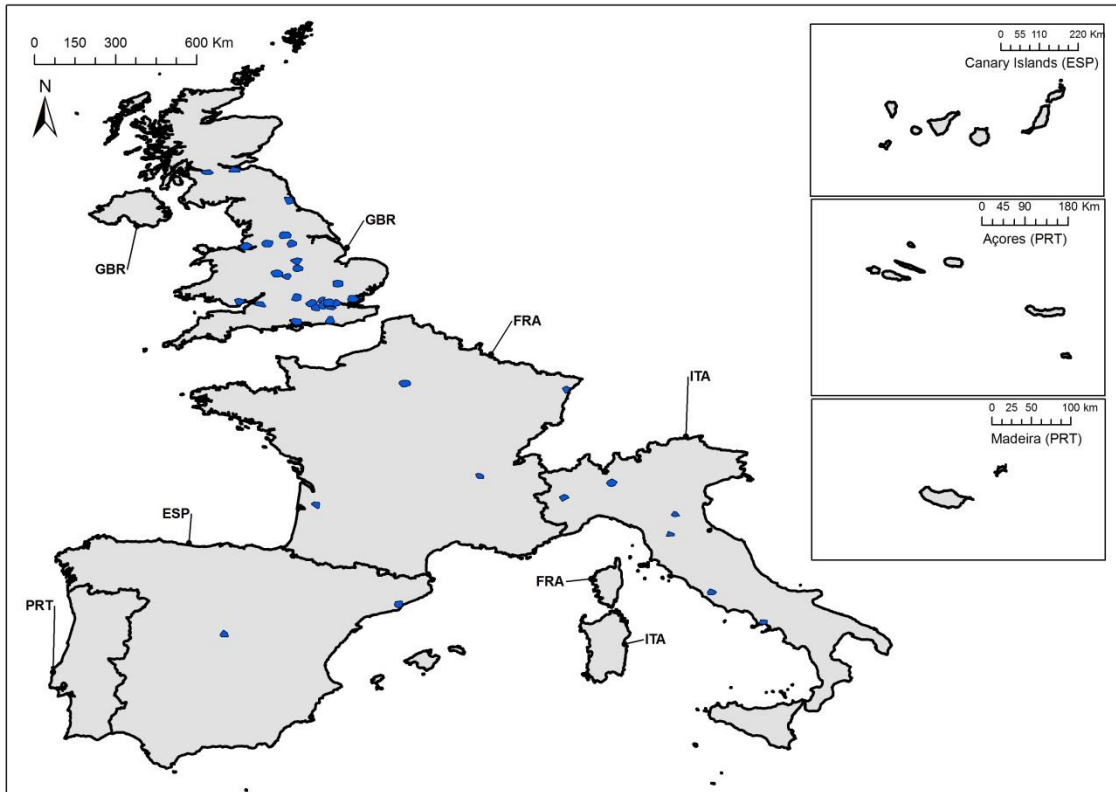 0 150 300 600 Km
N
GBR
GBR
FRA
ITA
ESP
FRA
PRT
ITA
0 55 110 220 Km
Canary Islands (ESP)
0 45 90 180 Km
Açores (PRT)
0 25 50 100 Km
Madeira (PRT)